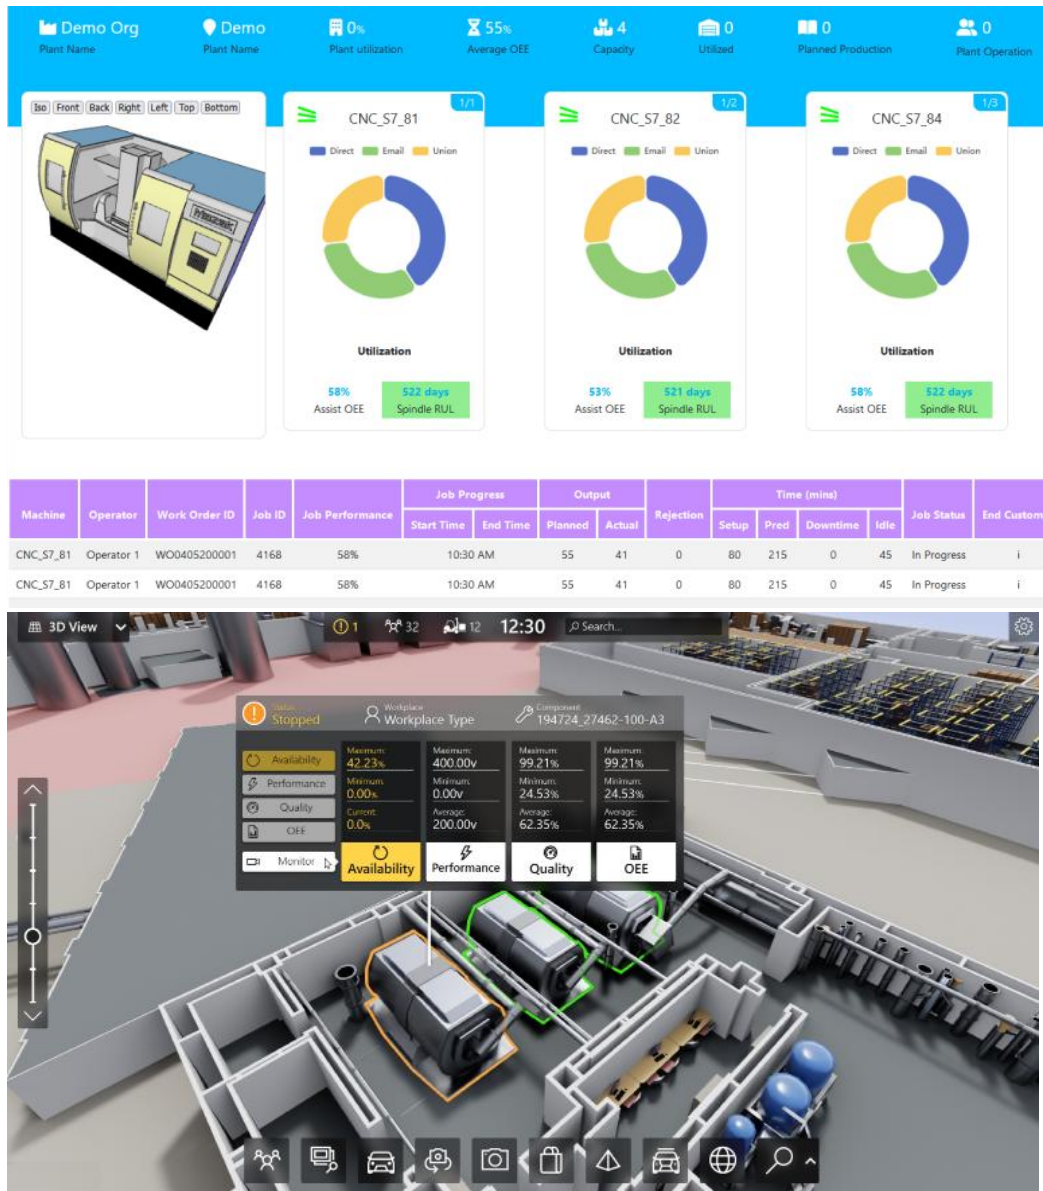 Demo Org
Plant Name
Demo
Plant Name
0%
Plant utilization
55%
Average OEE
4
Capacity
0
Utilized
0
Planned Production
0
Plant Operation
Iso Front Back Right Left Top Bottom
1/1
CNC_S7_81
Direct Email Union
Utilization
58%
Assist OEE
522 days
Spindle RUL
1/2
CNC_S7_82
Direct Email Union
Utilization
53%
Assist OEE
521 days
Spindle RUL
1/3
CNC_S7_84
Direct Email Union
Utilization
58%
Assist OEE
522 days
Spindle RUL
Job Progress Output Time (mins)
Machine Operator Work Order ID Job ID Job Performance Start Time End Time Planned Actual Rejection Setup Pred Downtime Idle Job Status End Custom
CNC_S7_81 Operator 1 WO0405200001 4168 58% 10:30 AM 55 41 0 80 215 0 45 In Progress i
CNC_S7_81 Operator 1 WO0405200001 4168 58% 10:30 AM 55 41 0 80 215 0 45 In Progress i
3D View 1 32 12 12:30 Search...
Status
Stopped
Workplace
Workplace Type
Component
194724_27462-100-A3
Availability
Performance
Quality
OEE
Monitor
Maximum:
42.23%
Minimum:
0.00%
Current:
0.0%
Availability
Maximum:
400.00v
Minimum:
0.00v
Average:
200.00v
Performance
Maximum:
99.21%
Minimum:
24.53%
Average:
62.35%
Quality
Maximum:
99.21%
Minimum:
24.53%
Average:
62.35%
OEE